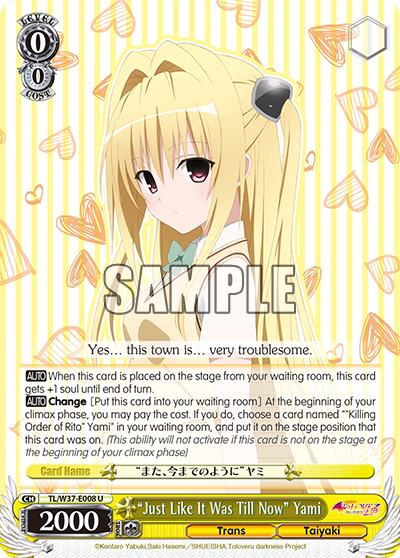 LEVEL
0
0
COST
SAMPLE
Yes… this town is… very troublesome.
AUTO When this card is placed on the stage from your waiting room, this card
gets +1 soul until end of turn.
AUTO Change [Put this card into your waiting room] At the beginning of your
climax phase, you may pay the cost. If you do, choose a card named ""Killing
Order of Rito" Yami" in your waiting room, and put it on the stage position that
this card was on. (This ability will not activate if this card is not on the stage at
the beginning of your climax phase)
Card Name
“また、今までのように”ヤミ
CH TL/W37-E008 U
2000
“Just Like It Was Till Now” Yami
Trans
Taiyaki
©Kentaro Yabuki,Saki Hasemi／SHUEISHA,Toloveru darkness Project